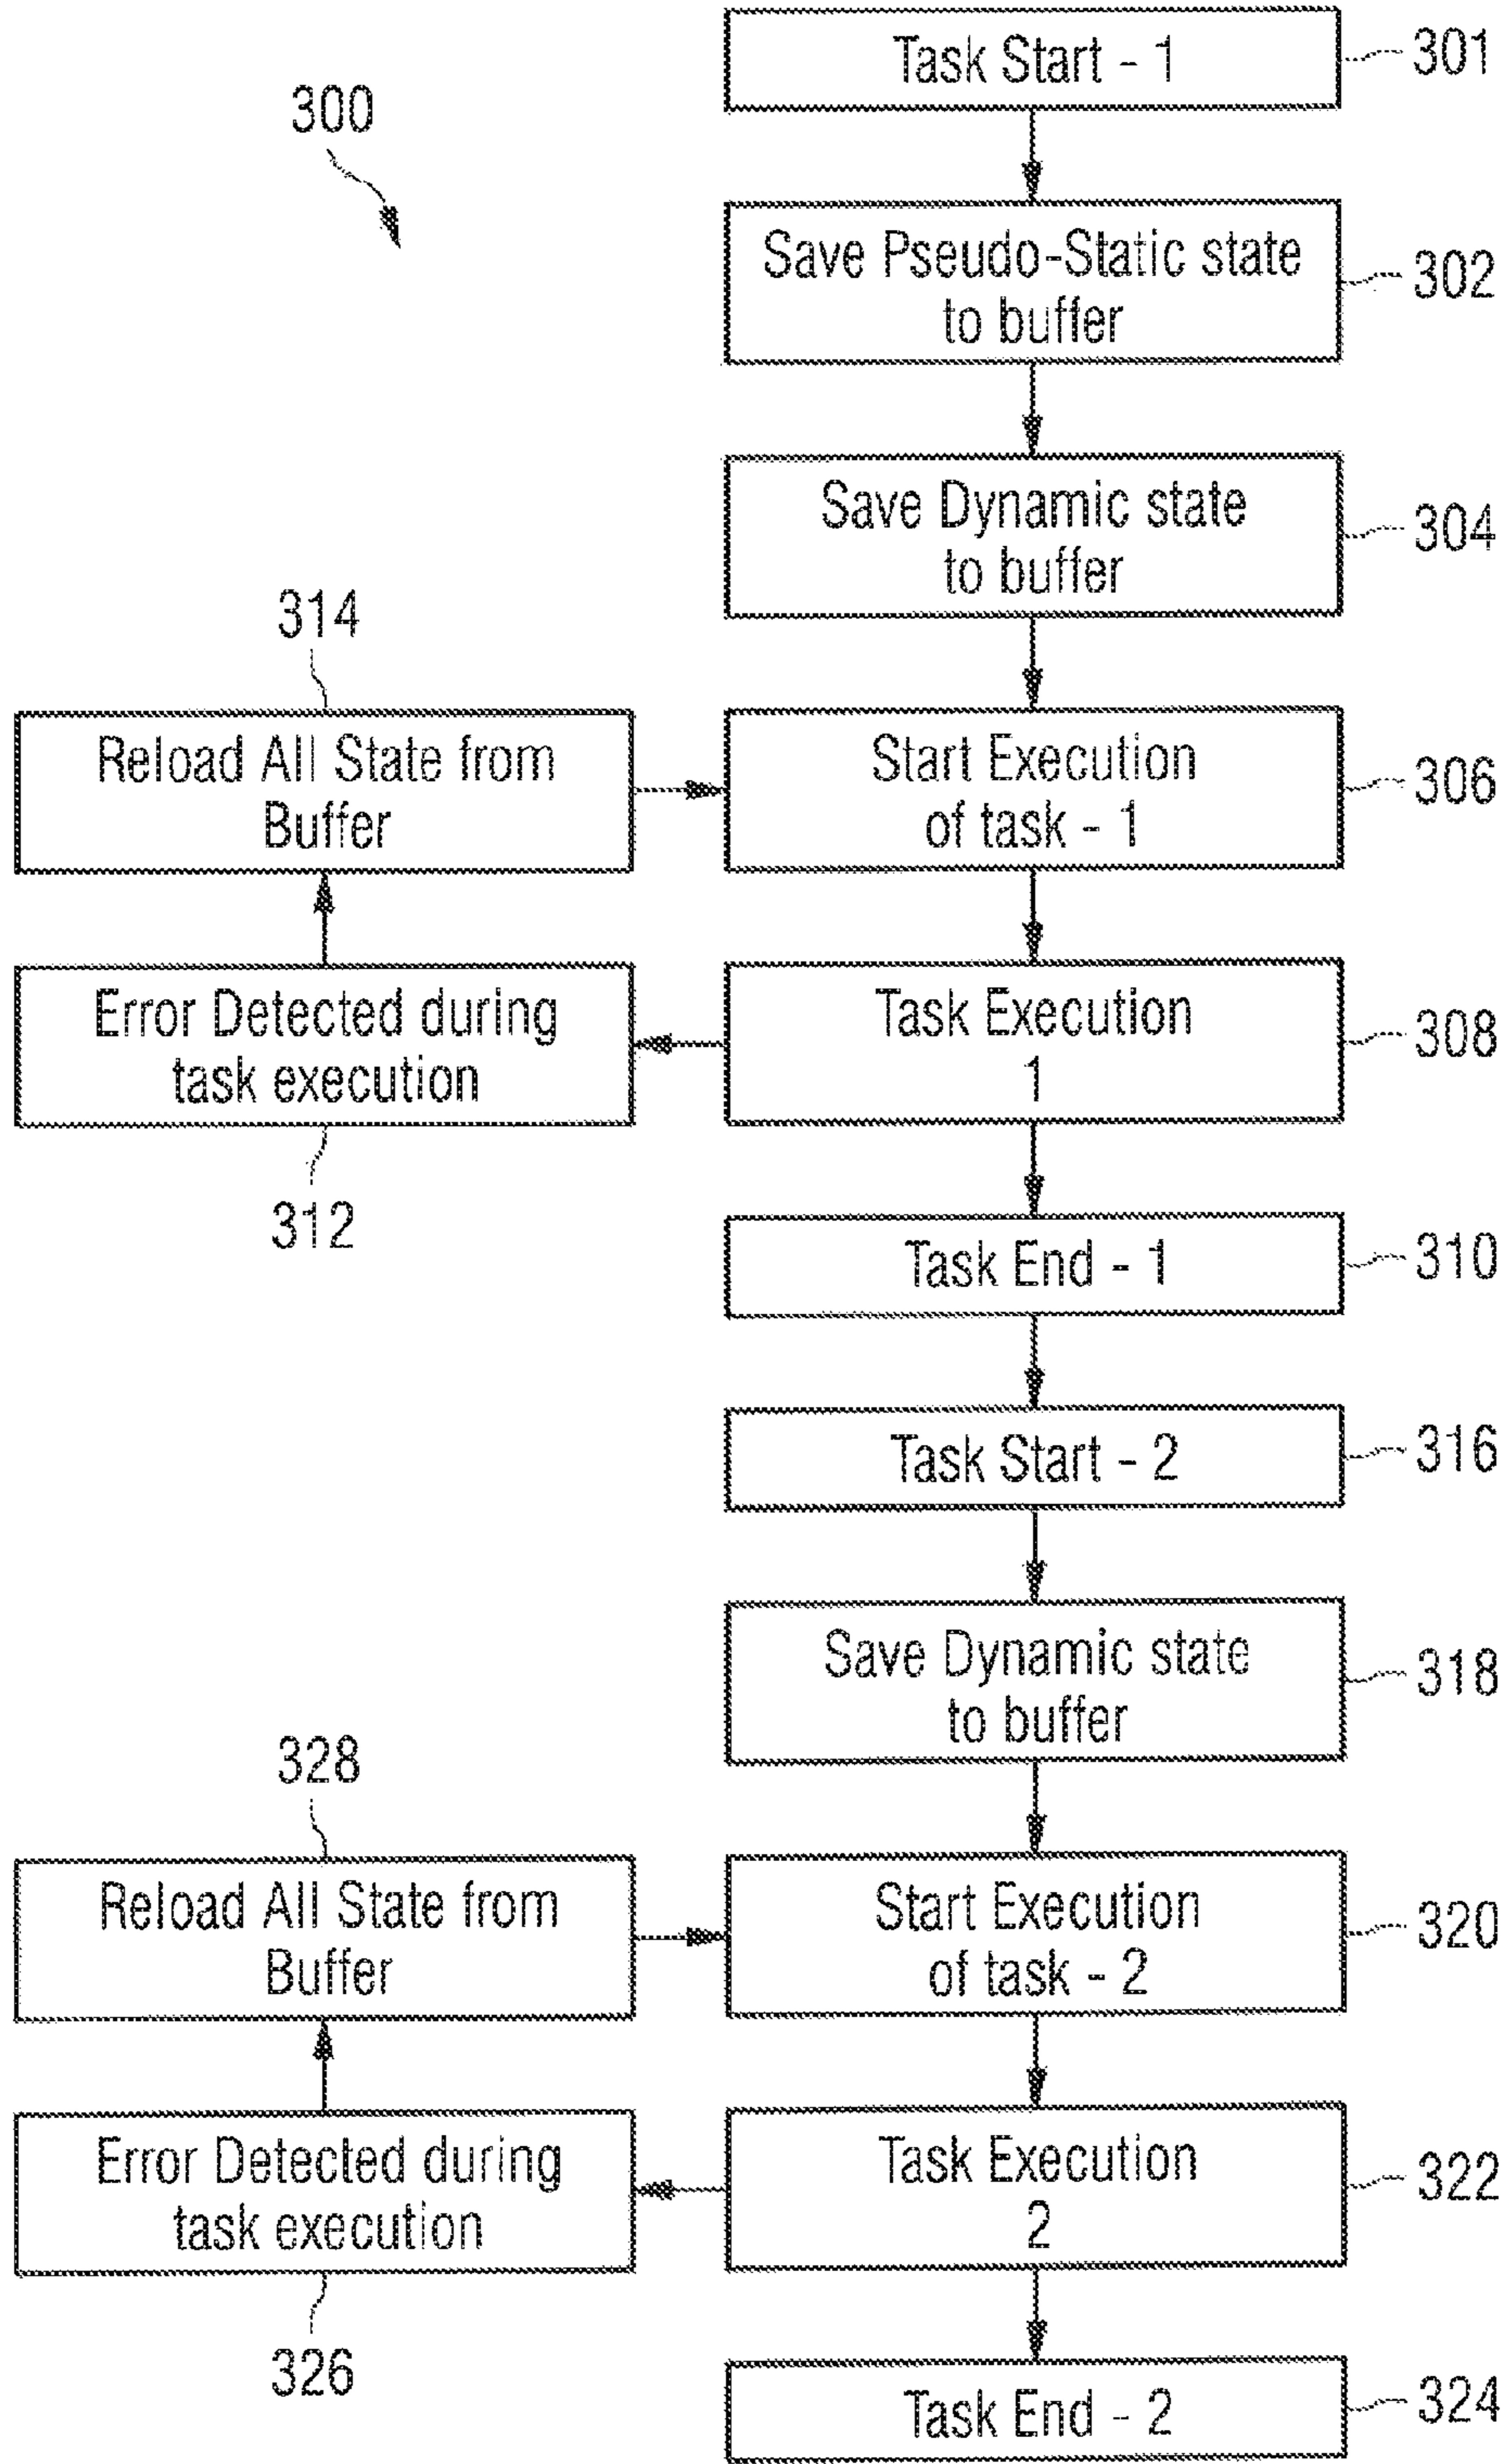 Task Start - 1
301
300
Save Pseudo-Static state
to buffer
302
Save Dynamic state
to buffer
304
314
Reload All State from
Buffer
Start Execution
of task - 1
306
Error Detected during
task execution
312
Task Execution
1
308
Task End - 1
310
Task Start - 2
316
Save Dynamic state
to buffer
318
328
Reload All State from
Buffer
Start Execution
of task - 2
320
Error Detected during
task execution
326
Task Execution
2
322
Task End - 2
324